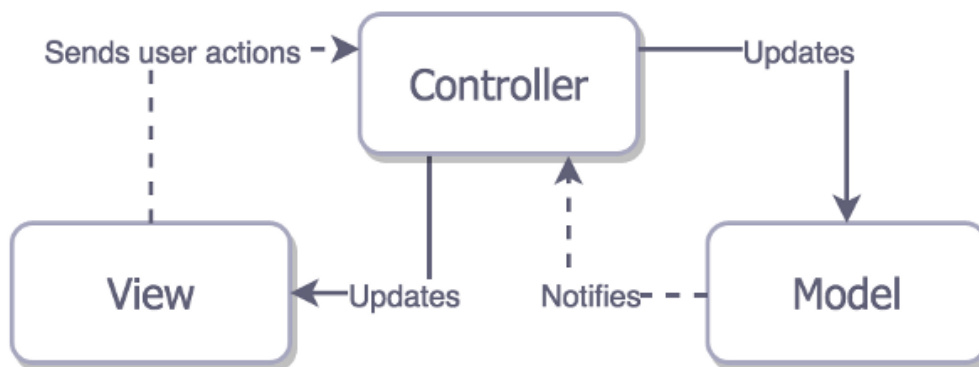 Sends user actions
Controller
Updates
View
Updates
Notifies
Model